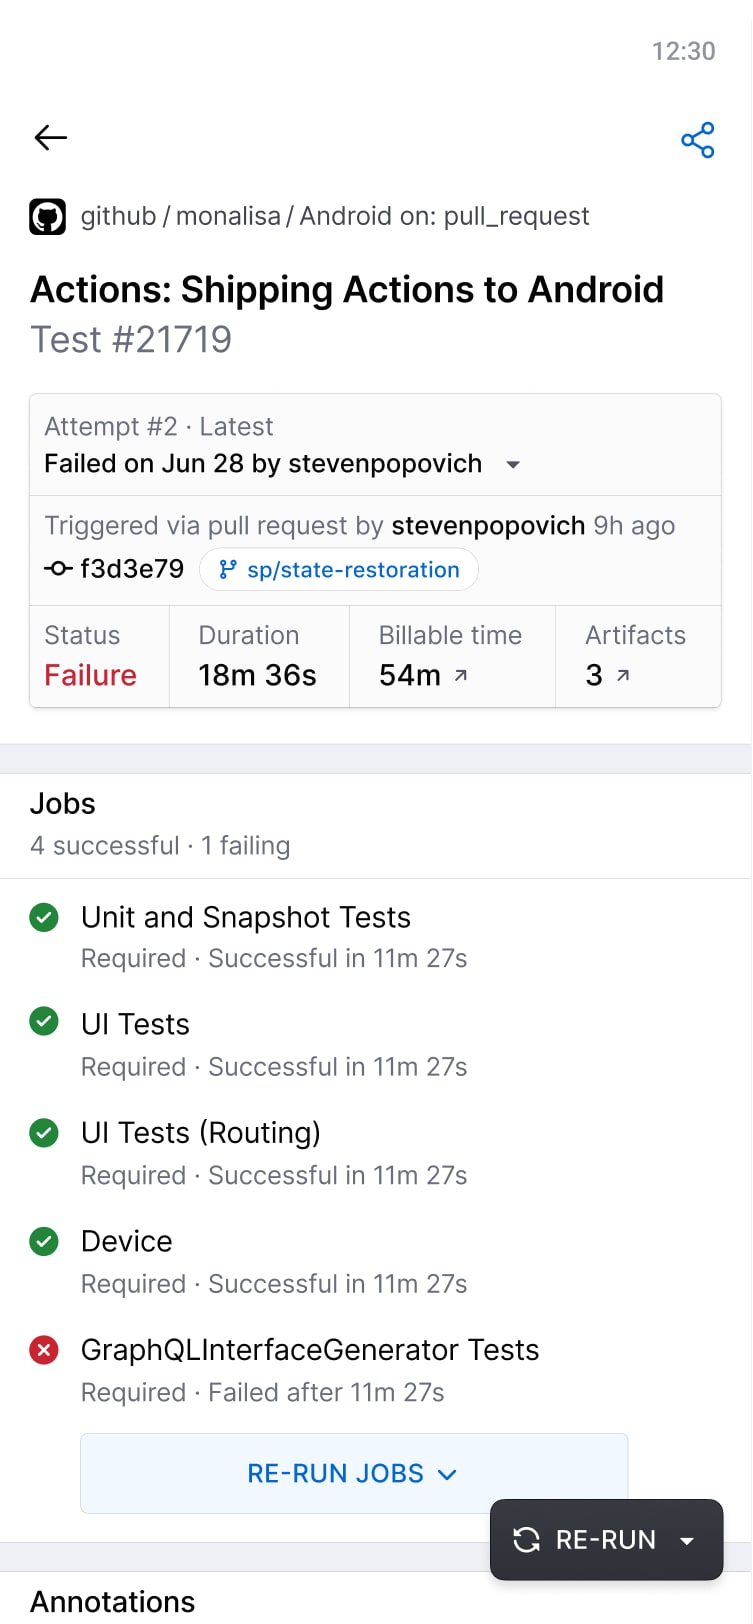 12:30
github / monalisa / Android on: pull_request
Actions: Shipping Actions to Android
Test #21719
Attempt #2 · Latest
Failed on Jun 28 by stevenpopovich
Triggered via pull request by stevenpopovich 9h ago
f3d3e79 sp/state-restoration
Status Duration Billable time Artifacts
Failure 18m 36s 54m ↗ 3 ↗
Jobs
4 successful · 1 failing
Unit and Snapshot Tests
Required · Successful in 11m 27s
UI Tests
Required · Successful in 11m 27s
UI Tests (Routing)
Required · Successful in 11m 27s
Device
Required · Successful in 11m 27s
GraphQLInterfaceGenerator Tests
Required · Failed after 11m 27s
RE-RUN JOBS
RE-RUN
Annotations